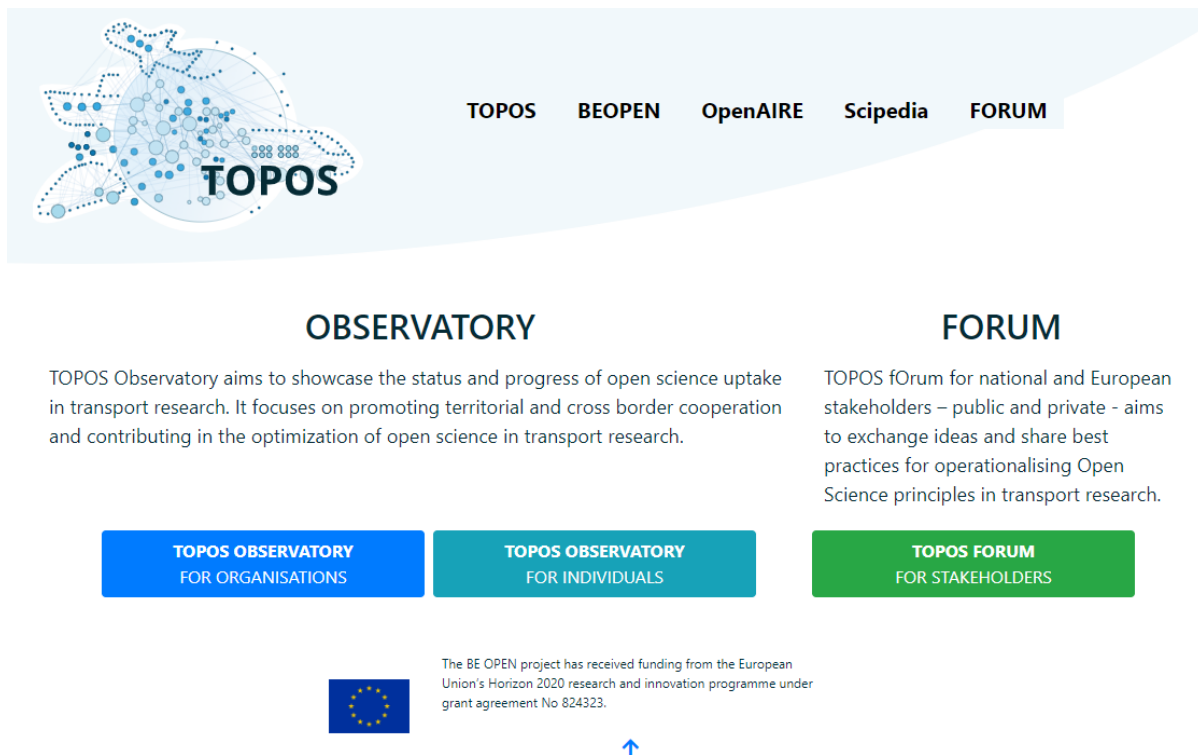 TOPOS
TOPOS BEOPEN OpenAIRE Scipedia FORUM
OBSERVATORY
TOPOS Observatory aims to showcase the status and progress of open science uptake
in transport research. It focuses on promoting territorial and cross border cooperation
and contributing in the optimization of open science in transport research.
FORUM
TOPOS fOrum for national and European
stakeholders – public and private - aims
to exchange ideas and share best
practices for operationalising Open
Science principles in transport research.
TOPOS OBSERVATORY
FOR ORGANISATIONS
TOPOS OBSERVATORY
FOR INDIVIDUALS
TOPOS FORUM
FOR STAKEHOLDERS
The BE OPEN project has received funding from the European
Union's Horizon 2020 research and innovation programme under
grant agreement No 824323.